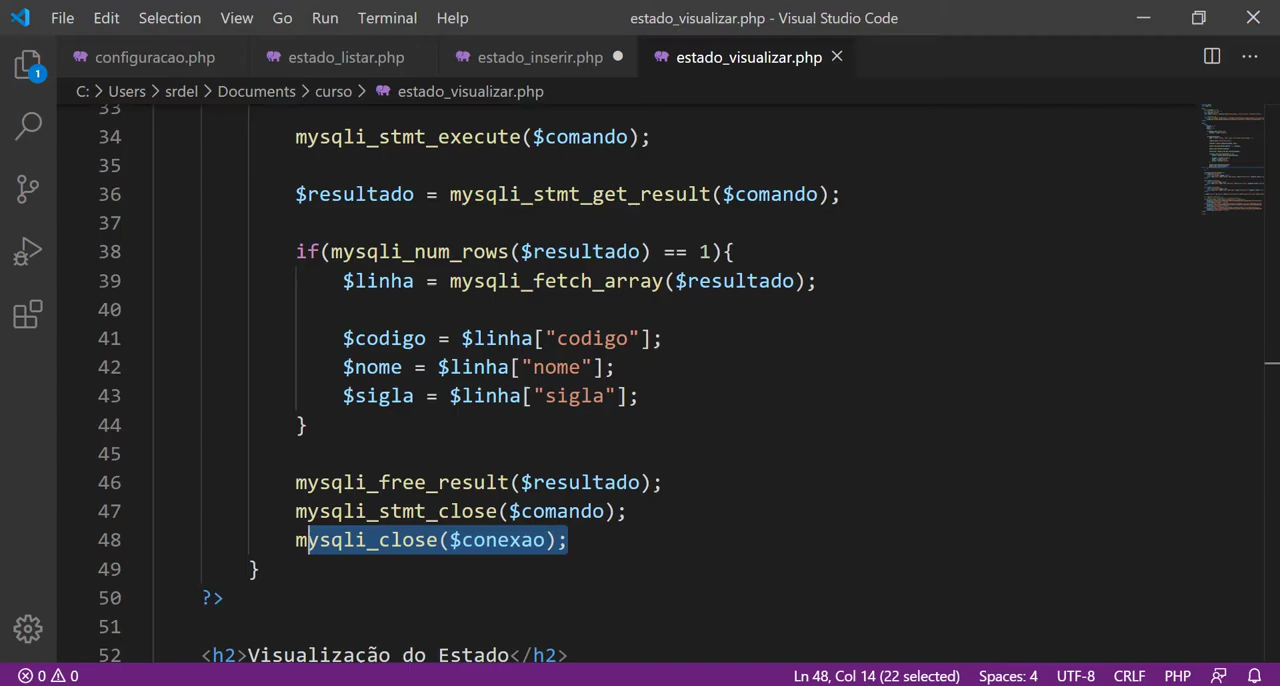 File Edit Selection View Go Run Terminal Help estado_visualizar.php - Visual Studio Code
configuracao.php estado_listar.php estado_inserir.php estado_visualizar.php
1
C: > Users > srdel > Documents > curso > estado_visualizar.php
33
34 mysqli_stmt_execute($comando);
35
36 $resultado = mysqli_stmt_get_result($comando);
37
38 if(mysqli_num_rows($resultado) == 1){
39 $linha = mysqli_fetch_array($resultado);
40
41 $codigo = $linha["codigo"];
42 $nome = $linha["nome"];
43 $sigla = $linha["sigla"];
44 }
45
46 mysqli_free_result($resultado);
47 mysqli_stmt_close($comando);
48 mysqli_close($conexao);
49 }
50 ?>
51
52 <h2>Visualização do Estado</h2>
0 0 Ln 48, Col 14 (22 selected) Spaces: 4 UTF-8 CRLF PHP